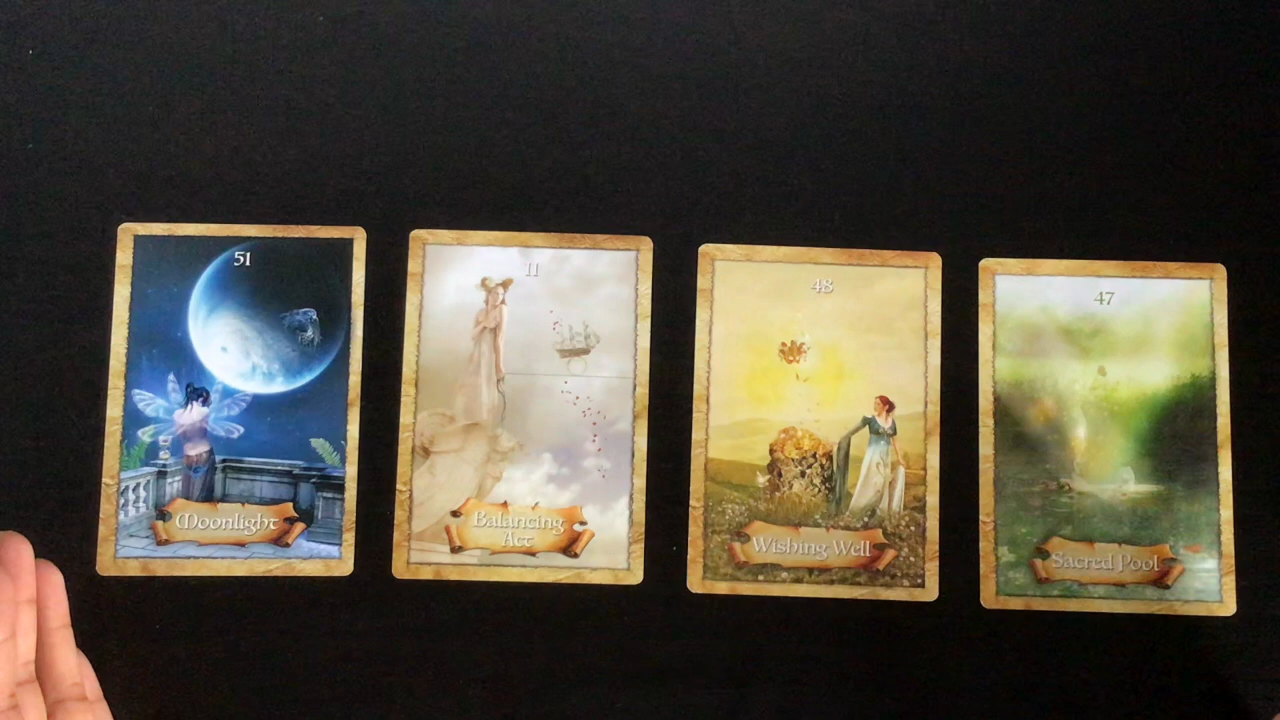 51
Moonlight
11
Balancing
Act
48
Wishing Well
47
Sacred Pool